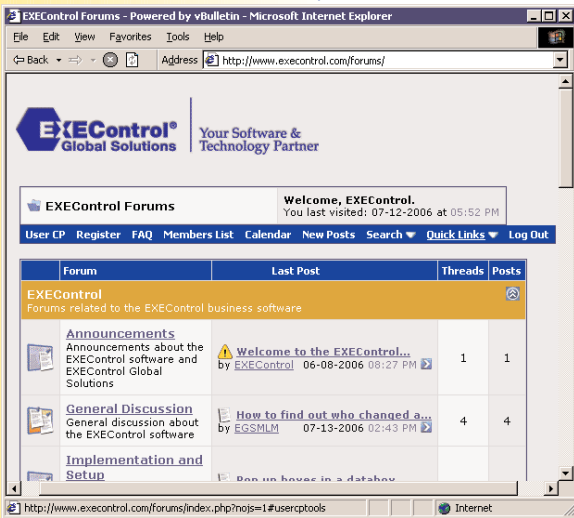 EXEControl Forums - Powered by vBulletin - Microsoft Internet Explorer
File Edit View Favorites Tools Help
Back Address http://www.execontrol.com/forums/
EXEControl®
Global Solutions
Your Software &
Technology Partner
EXEControl Forums
Welcome, EXEControl.
You last visited: 07-12-2006 at 05:52 PM
User CP Register FAQ Members List Calendar New Posts Search Quick Links Log Out
Forum Last Post Threads Posts
EXEControl
Forums related to the EXEControl business software
Announcements
Announcements about the
EXEControl software and
EXEControl Global
Solutions
Welcome to the EXEControl...
by EXEControl 06-08-2006 08:27 PM
1 1
General Discussion
General discussion about
the EXEControl software
How to find out who changed a...
by EGSMLM 07-13-2006 02:43 PM
4 4
Implementation and
Setup
Pop up boxes in a databox
http://www.execontrol.com/forums/index.php?nojs=1#usercptools Internet